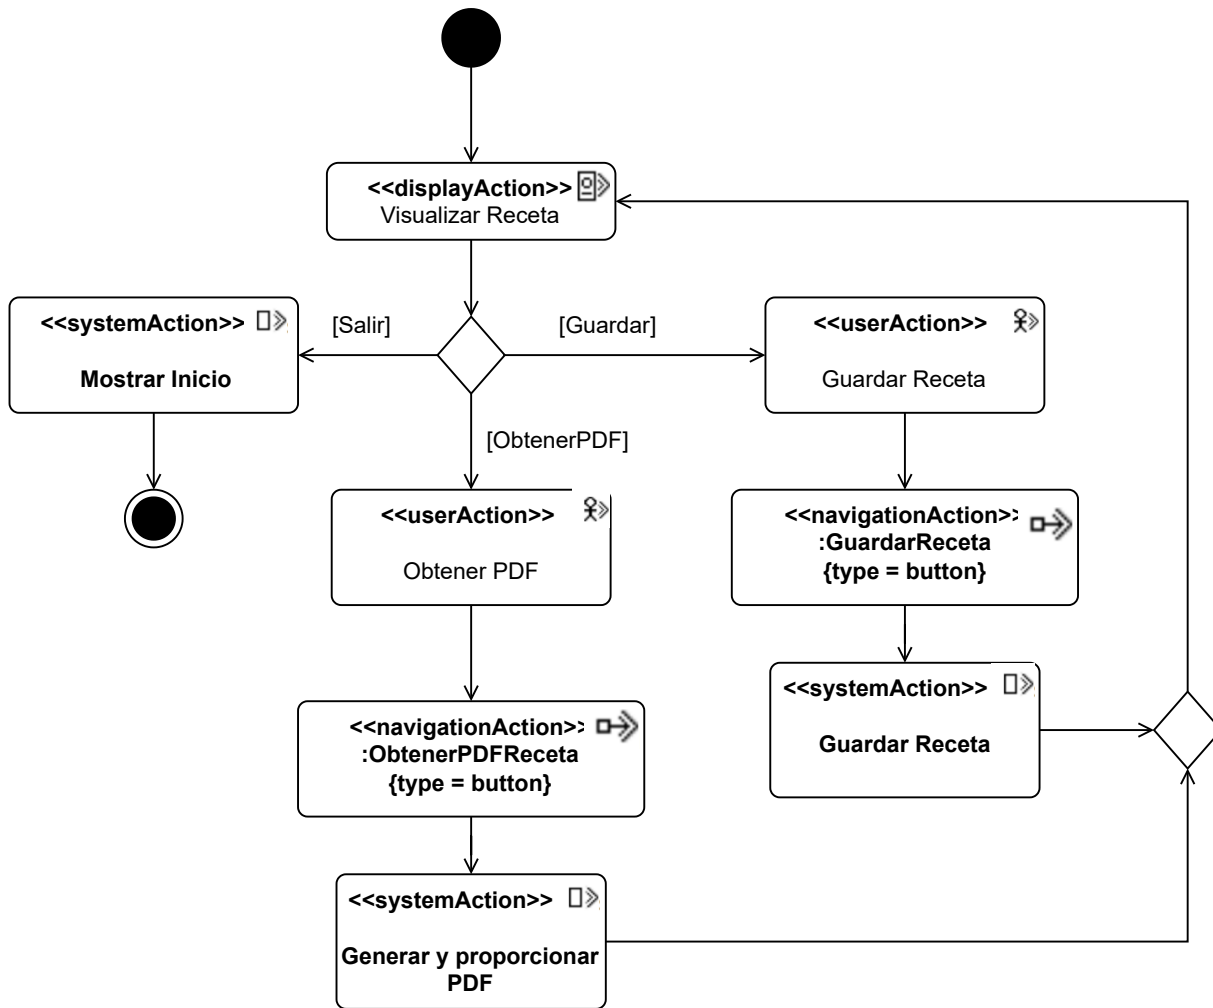 <<displayAction>>
Visualizar Receta
<<systemAction>>
Mostrar Inicio
[Salir]
[Guardar]
<<userAction>>
Guardar Receta
[ObtenerPDF]
<<userAction>>
Obtener PDF
<<navigationAction>>
:GuardarReceta
{type = button}
<<systemAction>>
Guardar Receta
<<navigationAction>>
:ObtenerPDFReceta
{type = button}
<<systemAction>>
Generar y proporcionar
PDF